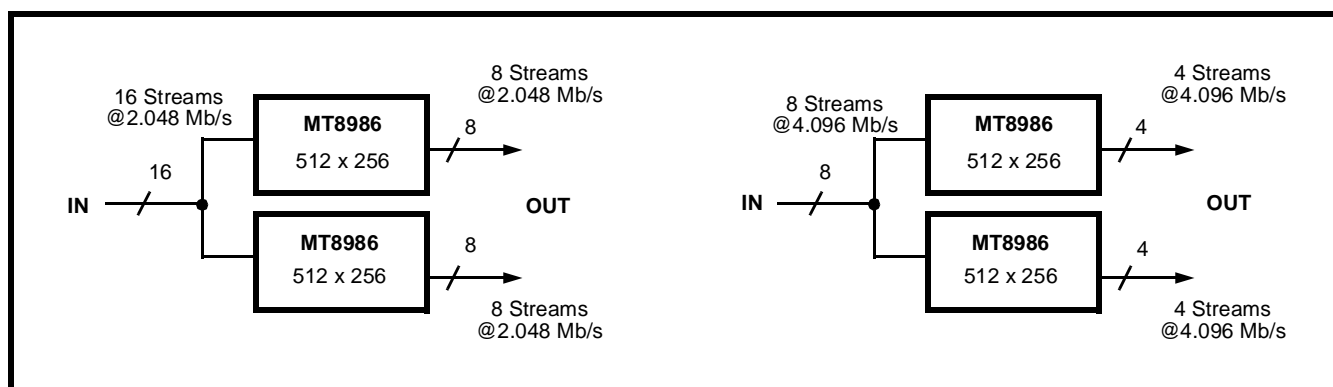 8 Streams
@2.048 Mb/s
16 Streams
@2.048 Mb/s
MT8986
512 x 256
8
16
IN
OUT
MT8986
512 x 256
8
8 Streams
@2.048 Mb/s
4 Streams
@4.096 Mb/s
8 Streams
@4.096 Mb/s
MT8986
512 x 256
4
8
IN
OUT
MT8986
512 x 256
4
4 Streams
@4.096 Mb/s